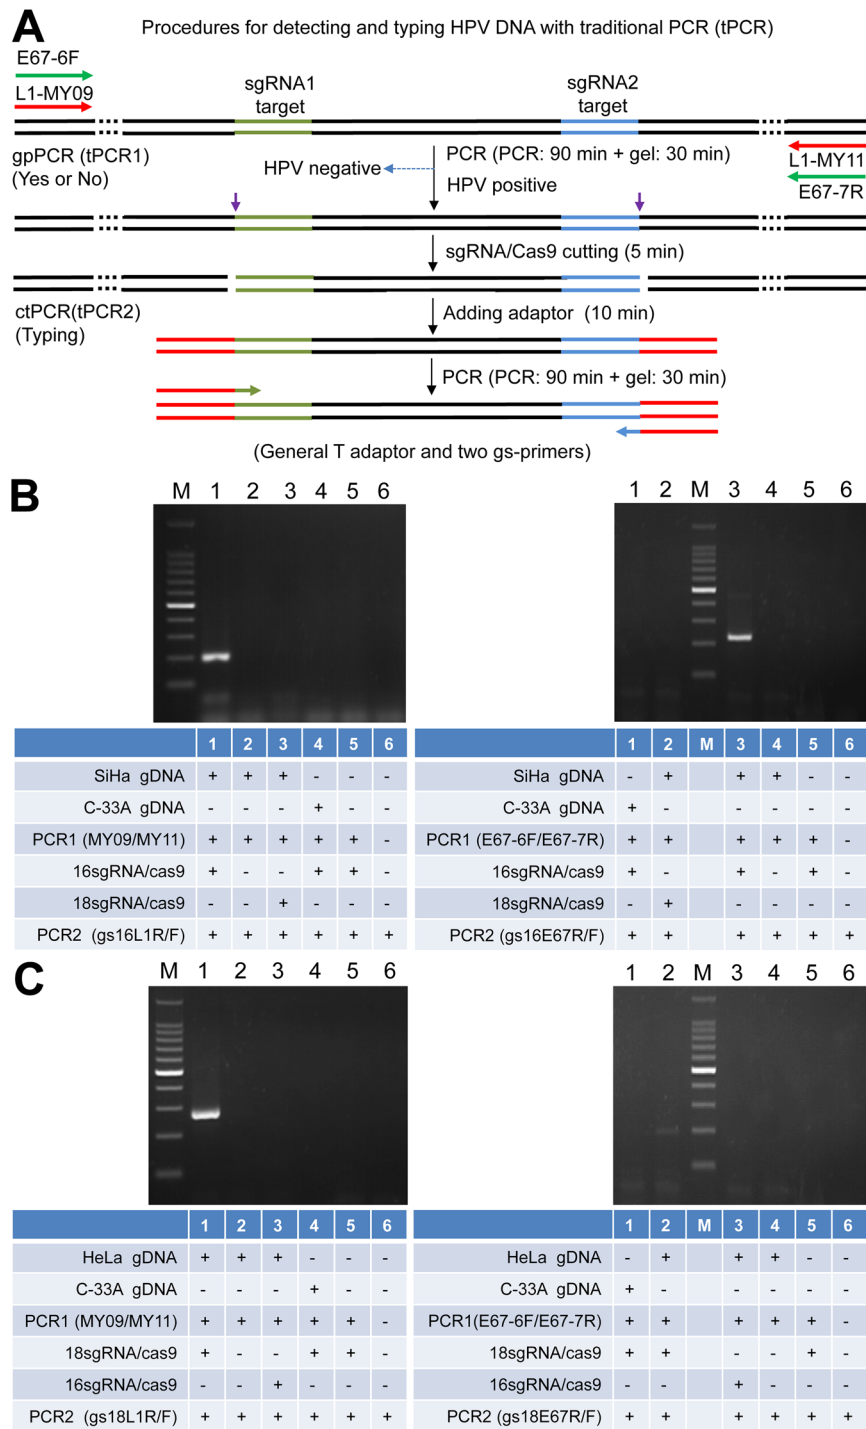 A
Procedures for detecting and typing HPV DNA with traditional PCR (tPCR)
E67-6F
L1-MY09
sgRNA1
target
sgRNA2
target
gpPCR (tPCR1)
(Yes or No)
HPV negative
PCR (PCR: 90 min + gel: 30 min)
HPV positive
L1-MY11
E67-7R
sgRNA/Cas9 cutting (5 min)
ctPCR(tPCR2)
(Typing)
Adding adaptor (10 min)
PCR (PCR: 90 min + gel: 30 min)
(General T adaptor and two gs-primers)
B
M 1 2 3 4 5 6
1 2 M 3 4 5 6
1 2 3 4 5 6
SiHa gDNA + + + - - -
C-33A gDNA - - - + - -
PCR1 (MY09/MY11) + + + + + -
16sgRNA/cas9 + - - + + -
18sgRNA/cas9 - - + - - -
PCR2 (gs16L1R/F) + + + + + +
1 2 M 3 4 5 6
SiHa gDNA - + + + - -
C-33A gDNA + - - - - -
PCR1 (E67-6F/E67-7R) + + + + + -
16sgRNA/cas9 + - + - + -
18sgRNA/cas9 - + - - - -
PCR2 (gs16E67R/F) + + + + + +
C
M 1 2 3 4 5 6
1 2 M 3 4 5 6
1 2 3 4 5 6
HeLa gDNA + + + - - -
C-33A gDNA - - - + - -
PCR1 (MY09/MY11) + + + + + -
18sgRNA/cas9 + - - + + -
16sgRNA/cas9 - - + - - -
PCR2 (gs18L1R/F) + + + + + +
1 2 M 3 4 5 6
HeLa gDNA - + + + - -
C-33A gDNA + - - - - -
PCR1(E67-6F/E67-7R) + + + + + -
18sgRNA/cas9 + + - - + -
16sgRNA/cas9 - - + - - -
PCR2 (gs18E67R/F) + + + + + +